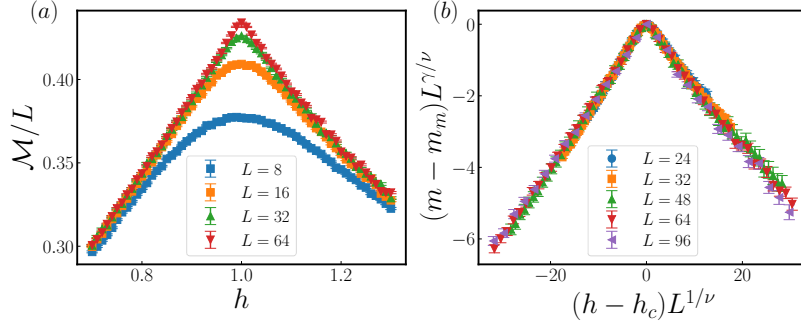 (a)
0.40
0.35
0.30
M/L
0.8
1.0
1.2
h
L = 8
L = 16
L = 32
L = 64
(b)
0
−2
−4
−6
(m − m_m)L^{γ/ν}
−20
0
20
(h − h_c)L^{1/ν}
L = 24
L = 32
L = 48
L = 64
L = 96